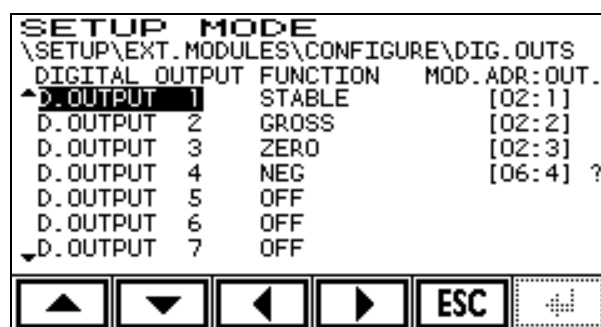 SETUP MODE
\SETUP\EXT.MODULES\CONFIGURE\DIG.OUTS
DIGITAL OUTPUT FUNCTION MOD.ADR:OUT.
D.OUTPUT 1 STABLE [02:1]
D.OUTPUT 2 GROSS [02:2]
D.OUTPUT 3 ZERO [02:3]
D.OUTPUT 4 NEG [06:4] ?
D.OUTPUT 5 OFF
D.OUTPUT 6 OFF
D.OUTPUT 7 OFF
ESC